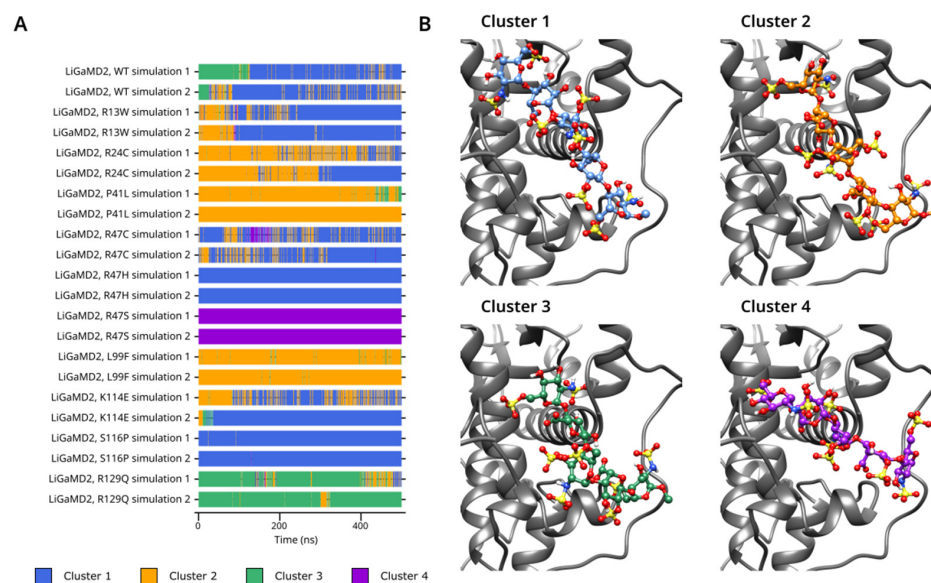 A
LiGaMD2, WT simulation 1
LiGaMD2, WT simulation 2
LiGaMD2, R13W simulation 1
LiGaMD2, R13W simulation 2
LiGaMD2, R24C simulation 1
LiGaMD2, R24C simulation 2
LiGaMD2, P41L simulation 1
LiGaMD2, P41L simulation 2
LiGaMD2, R47C simulation 1
LiGaMD2, R47C simulation 2
LiGaMD2, R47H simulation 1
LiGaMD2, R47H simulation 2
LiGaMD2, R47S simulation 1
LiGaMD2, R47S simulation 2
LiGaMD2, L99F simulation 1
LiGaMD2, L99F simulation 2
LiGaMD2, K114E simulation 1
LiGaMD2, K114E simulation 2
LiGaMD2, S116P simulation 1
LiGaMD2, S116P simulation 2
LiGaMD2, R129Q simulation 1
LiGaMD2, R129Q simulation 2
0 200 400
Time (ns)
Cluster 1 Cluster 2 Cluster 3 Cluster 4
B
Cluster 1 Cluster 2
Cluster 3 Cluster 4